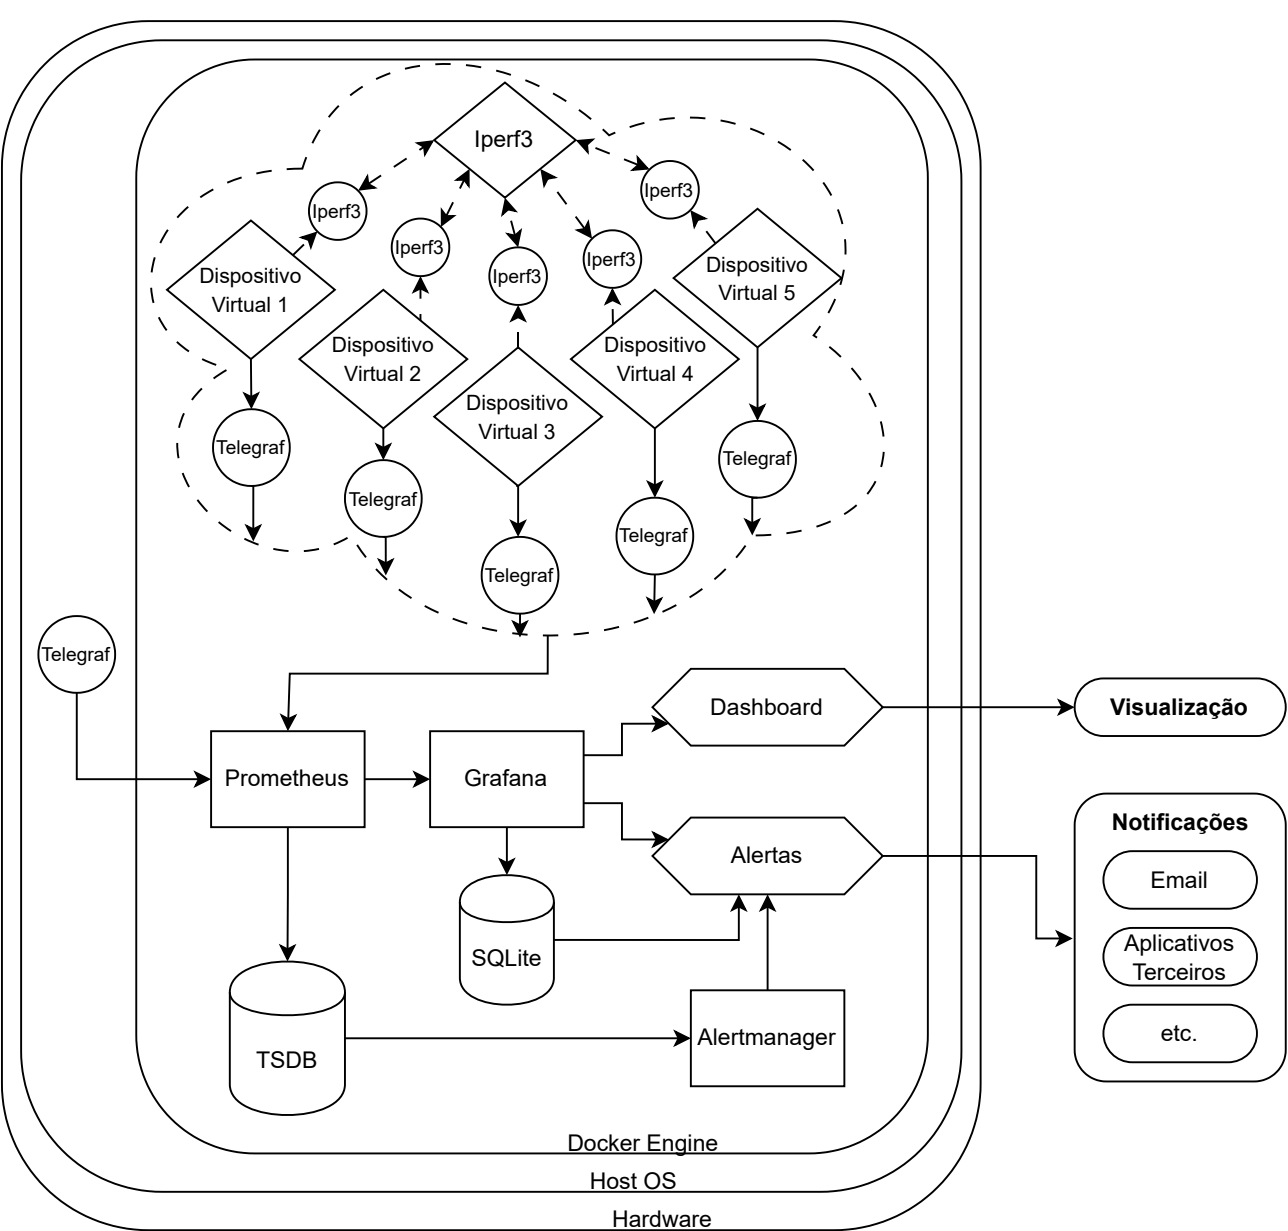 Iperf3
Iperf3
Iperf3
Iperf3
Iperf3
Iperf3
Dispositivo
Virtual 1
Dispositivo
Virtual 2
Dispositivo
Virtual 3
Dispositivo
Virtual 4
Dispositivo
Virtual 5
Telegraf
Telegraf
Telegraf
Telegraf
Telegraf
Telegraf
Prometheus
Grafana
Dashboard
Visualização
Alertas
Notificações
Email
Aplicativos
Terceiros
etc.
SQLite
TSDB
Alertmanager
Docker Engine
Host OS
Hardware